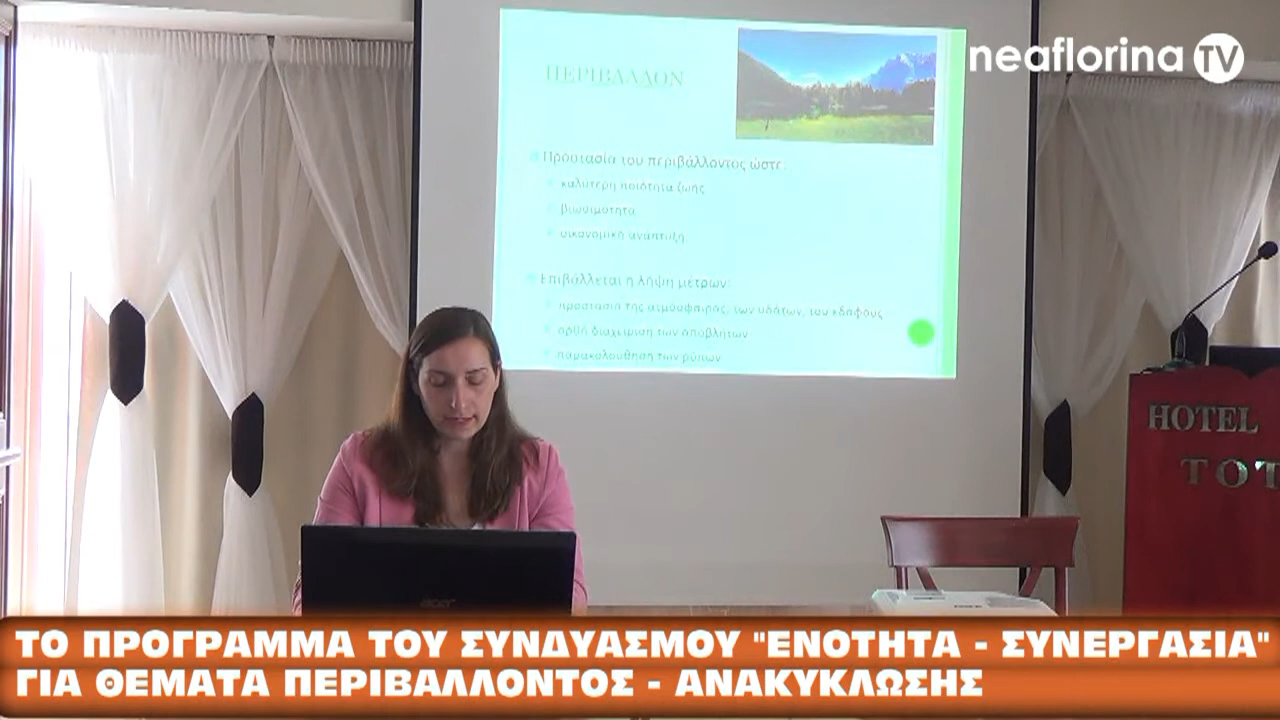 neaflorina TV
ΠΕΡΙΒΑΛΛΟΝ
Προστασία του περιβάλλοντος ώστε:
καλύτερη ποιότητα ζωής
βιωσιμότητα
οικονομική ανάπτυξη
Επιβάλλεται η λήψη μέτρων:
προστασία της ατμόσφαιρας, των υδάτων, του εδάφους
ορθή διαχείριση των αποβλήτων
παρακολούθηση των ρύπων
HOTEL
TOT
acer
ΤΟ ΠΡΟΓΡΑΜΜΑ ΤΟΥ ΣΥΝΔΥΑΣΜΟΥ "ΕΝΟΤΗΤΑ - ΣΥΝΕΡΓΑΣΙΑ"
ΓΙΑ ΘΕΜΑΤΑ ΠΕΡΙΒΑΛΛΟΝΤΟΣ - ΑΝΑΚΥΚΛΩΣΗΣ